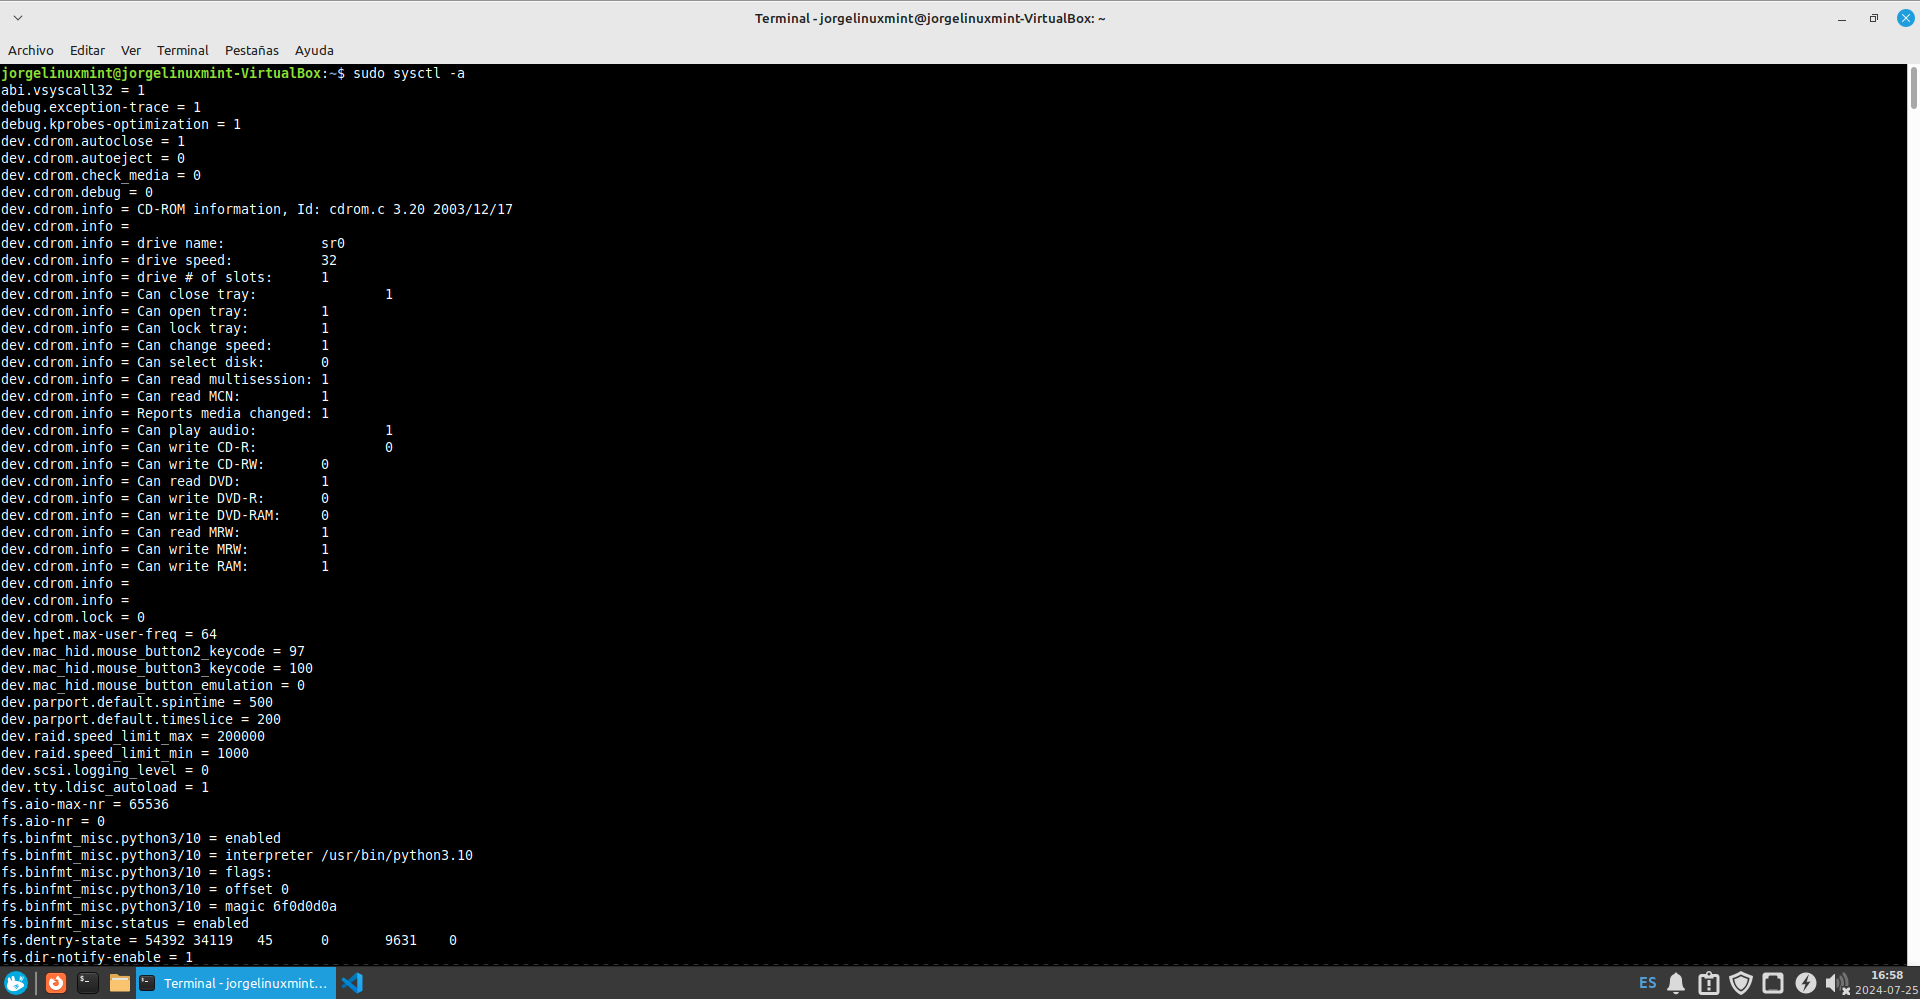 Terminal - jorgelinuxmint@jorgelinuxmint-VirtualBox: ~
Archivo Editar Ver Terminal Pestañas Ayuda
jorgelinuxmint@jorgelinuxmint-VirtualBox:~$ sudo sysctl -a
abi.vsyscall32 = 1
debug.exception-trace = 1
debug.kprobes-optimization = 1
dev.cdrom.autoclose = 1
dev.cdrom.autoeject = 0
dev.cdrom.check_media = 0
dev.cdrom.debug = 0
dev.cdrom.info = CD-ROM information, Id: cdrom.c 3.20 2003/12/17
dev.cdrom.info =
dev.cdrom.info = drive name: sr0
dev.cdrom.info = drive speed: 32
dev.cdrom.info = drive # of slots: 1
dev.cdrom.info = Can close tray: 1
dev.cdrom.info = Can open tray: 1
dev.cdrom.info = Can lock tray: 1
dev.cdrom.info = Can change speed: 1
dev.cdrom.info = Can select disk: 0
dev.cdrom.info = Can read multisession: 1
dev.cdrom.info = Can read MCN: 1
dev.cdrom.info = Reports media changed: 1
dev.cdrom.info = Can play audio: 1
dev.cdrom.info = Can write CD-R: 0
dev.cdrom.info = Can write CD-RW: 0
dev.cdrom.info = Can read DVD: 1
dev.cdrom.info = Can write DVD-R: 0
dev.cdrom.info = Can write DVD-RAM: 0
dev.cdrom.info = Can read MRW: 1
dev.cdrom.info = Can write MRW: 1
dev.cdrom.info = Can write RAM: 1
dev.cdrom.info =
dev.cdrom.info =
dev.cdrom.lock = 0
dev.hpet.max-user-freq = 64
dev.mac_hid.mouse_button2_keycode = 97
dev.mac_hid.mouse_button3_keycode = 100
dev.mac_hid.mouse_button_emulation = 0
dev.parport.default.spintime = 500
dev.parport.default.timeslice = 200
dev.raid.speed_limit_max = 200000
dev.raid.speed_limit_min = 1000
dev.scsi.logging_level = 0
dev.tty.ldisc_autoload = 1
fs.aio-max-nr = 65536
fs.aio-nr = 0
fs.binfmt_misc.python3/10 = enabled
fs.binfmt_misc.python3/10 = interpreter /usr/bin/python3.10
fs.binfmt_misc.python3/10 = flags:
fs.binfmt_misc.python3/10 = offset 0
fs.binfmt_misc.python3/10 = magic 6f0d0d0a
fs.binfmt_misc.status = enabled
fs.dentry-state = 54392 34119 45 0 9631 0
fs.dir-notify-enable = 1
Terminal - jorgelinuxmint... ES 16:58
2024-07-25